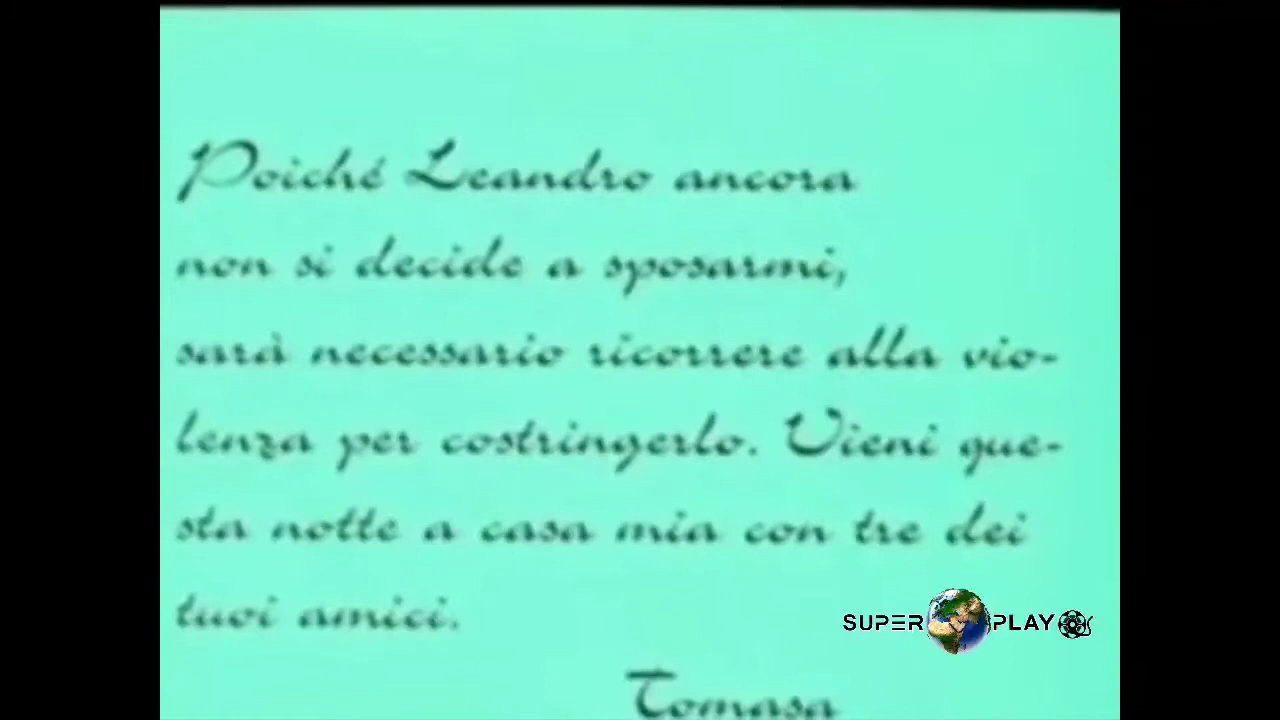 Poiché Leandro ancora
non si decide a sposarmi,
sarà necessario ricorrere alla vio-
lenza per costringerlo. Vieni que-
sta notte a casa mia con tre dei
tuoi amici.
Tomasa
SUPER PLAY